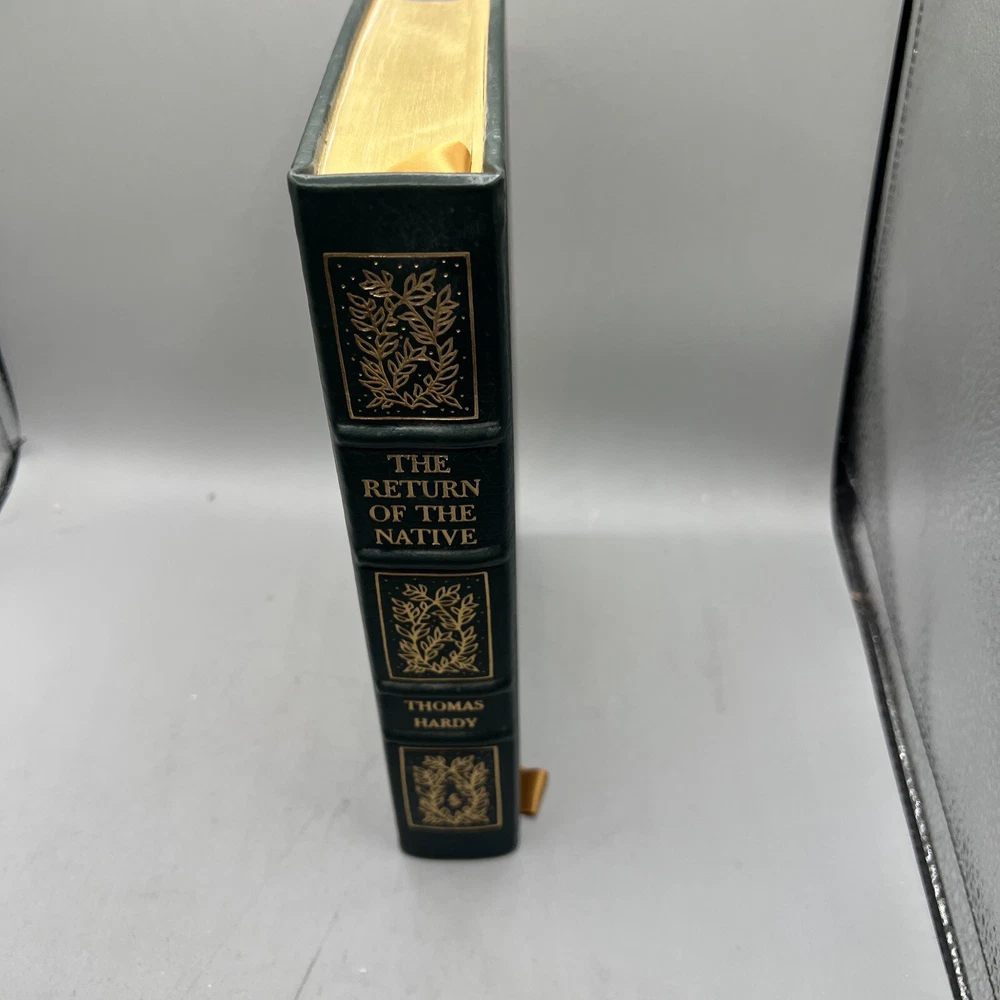 THE
RETURN
OF THE
NATIVE
THOMAS
HARDY